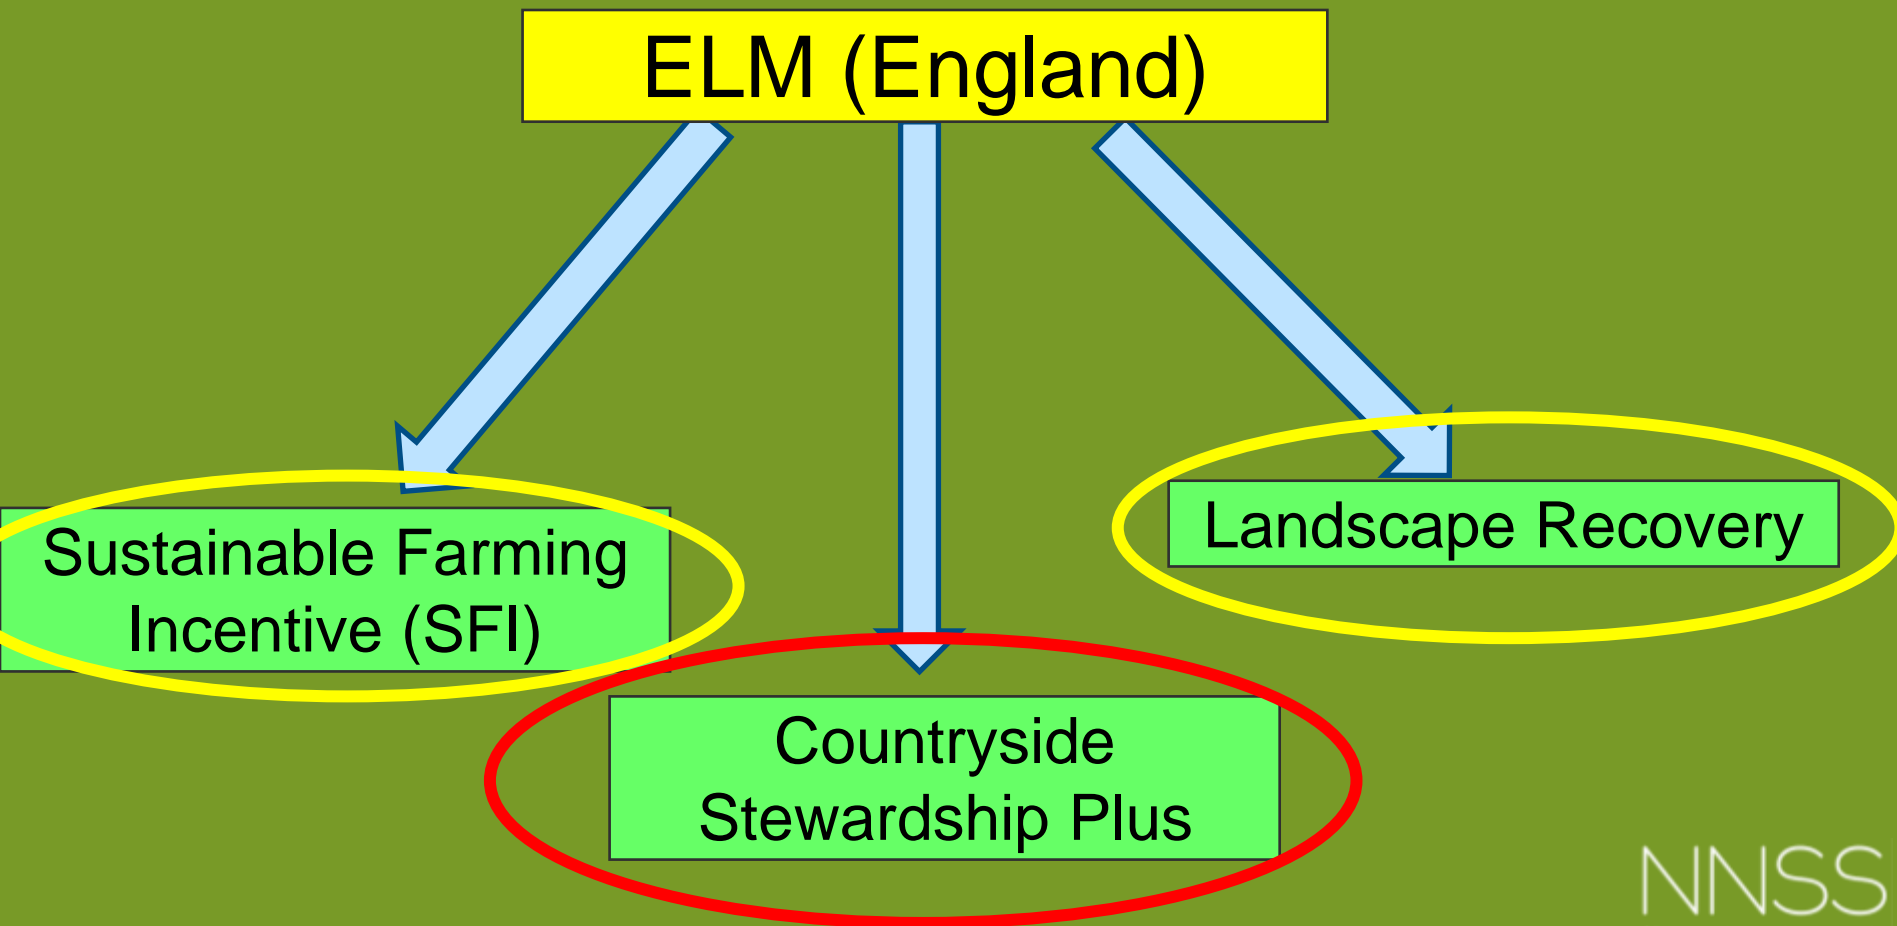 ELM (England)
Sustainable Farming
Incentive (SFI)
Landscape Recovery
Countryside
Stewardship Plus
NNSS